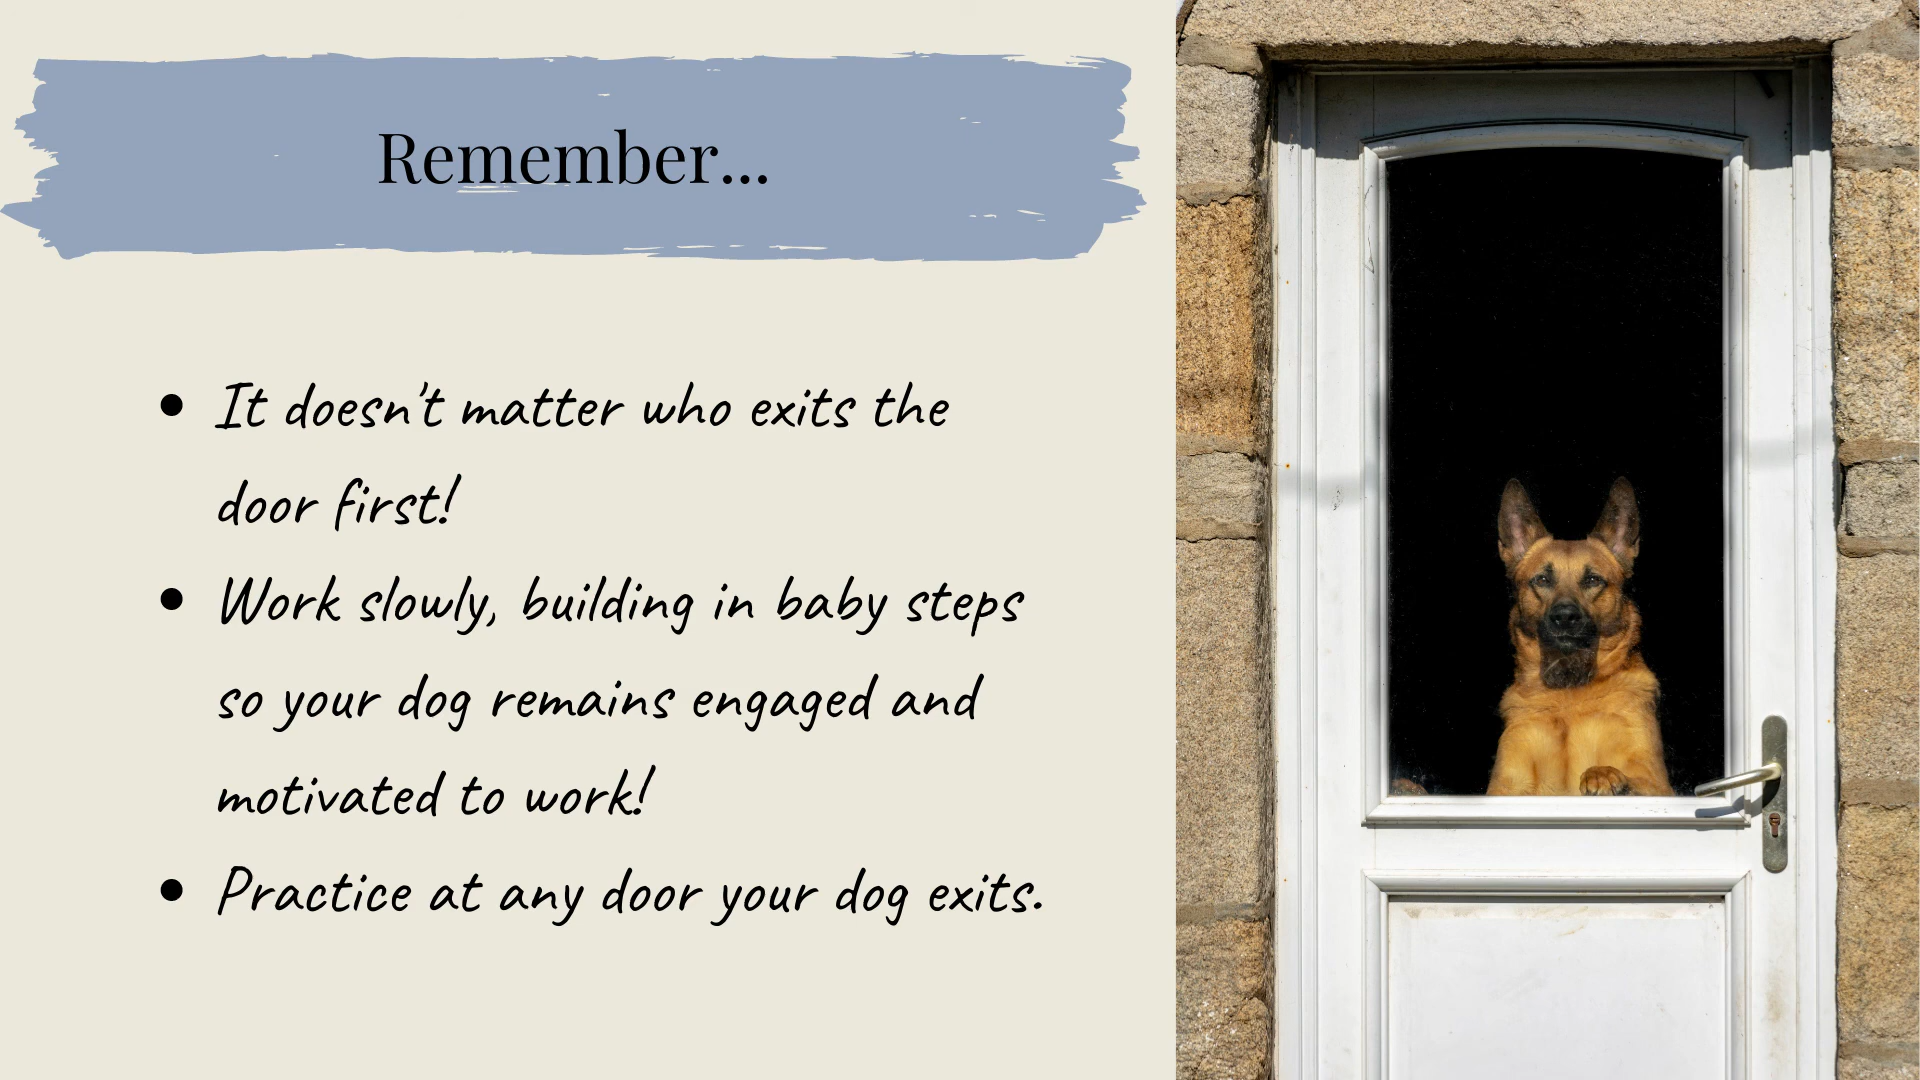 Remember...
• It doesn't matter who exits the
door first!
• Work slowly, building in baby steps
so your dog remains engaged and
motivated to work!
• Practice at any door your dog exits.